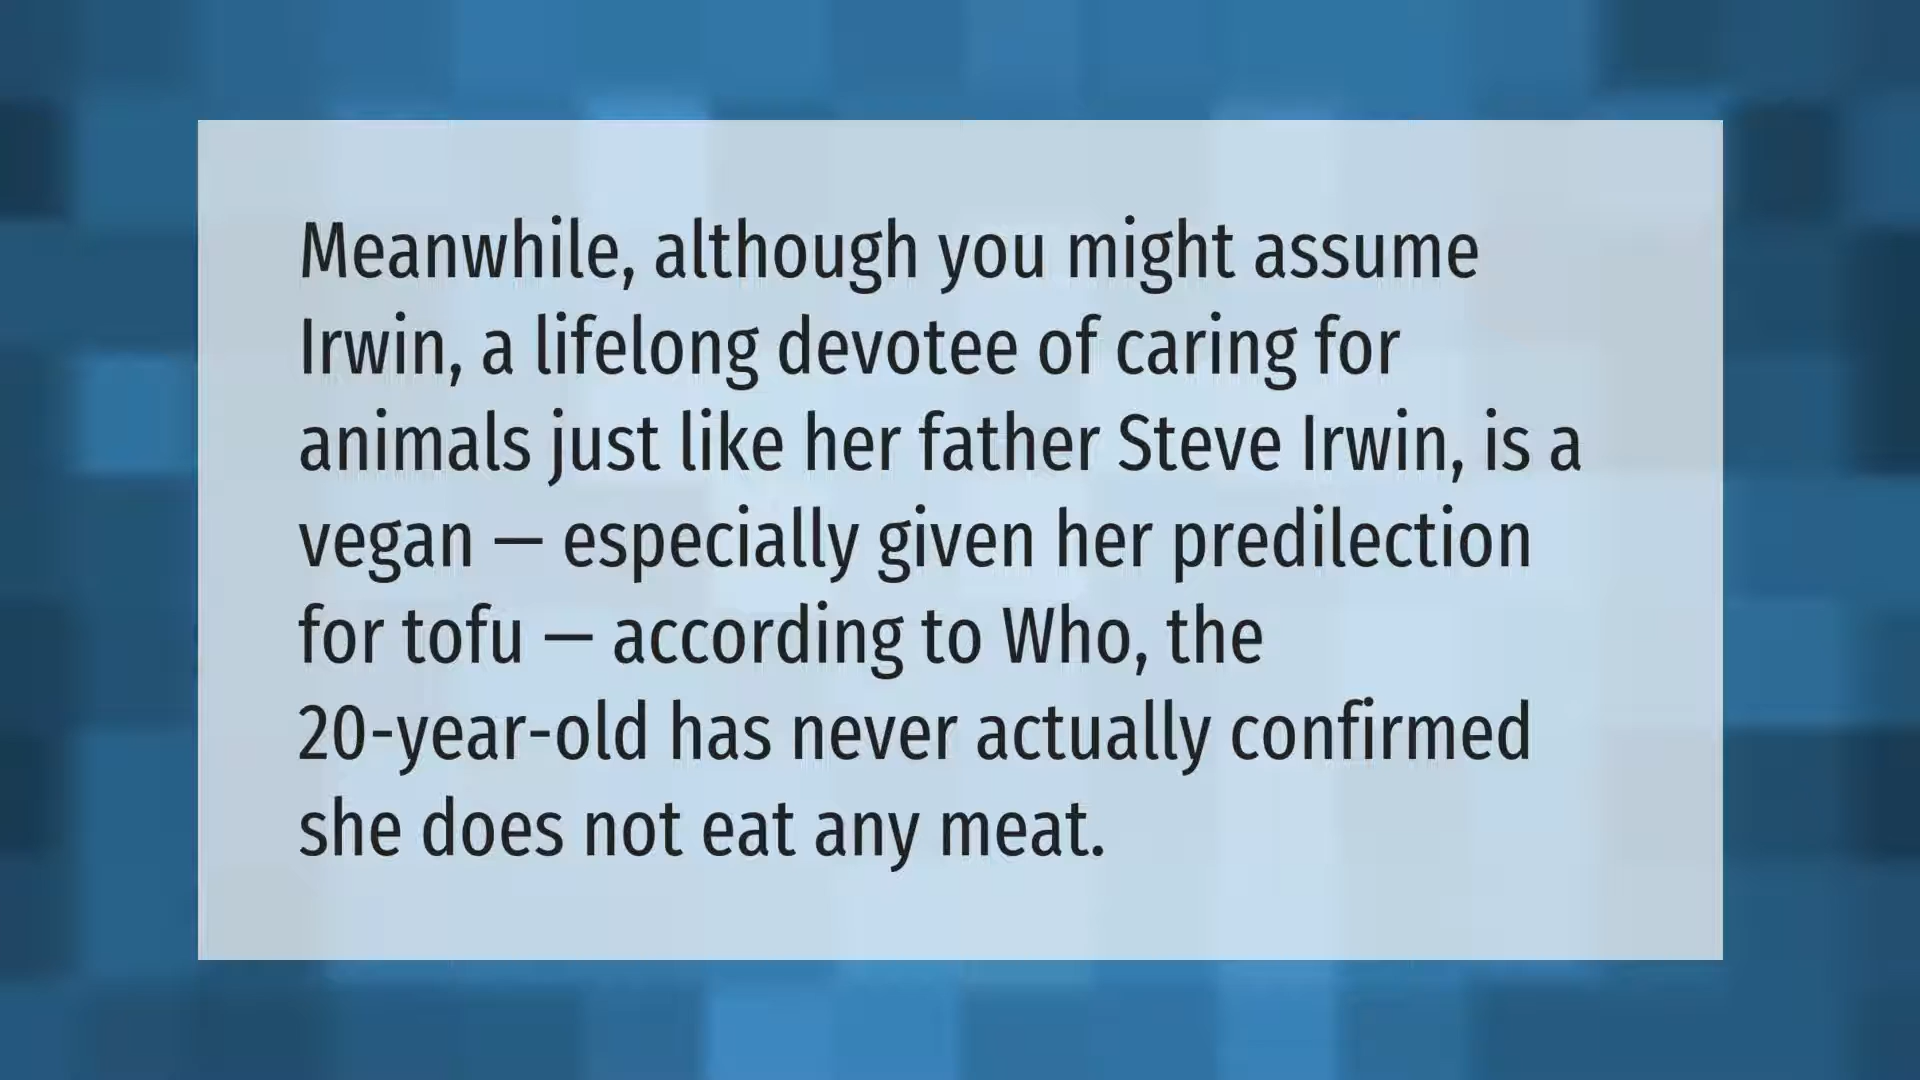 Meanwhile, although you might assume
Irwin, a lifelong devotee of caring for
animals just like her father Steve Irwin, is a
vegan — especially given her predilection
for tofu — according to Who, the
20-year-old has never actually confirmed
she does not eat any meat.